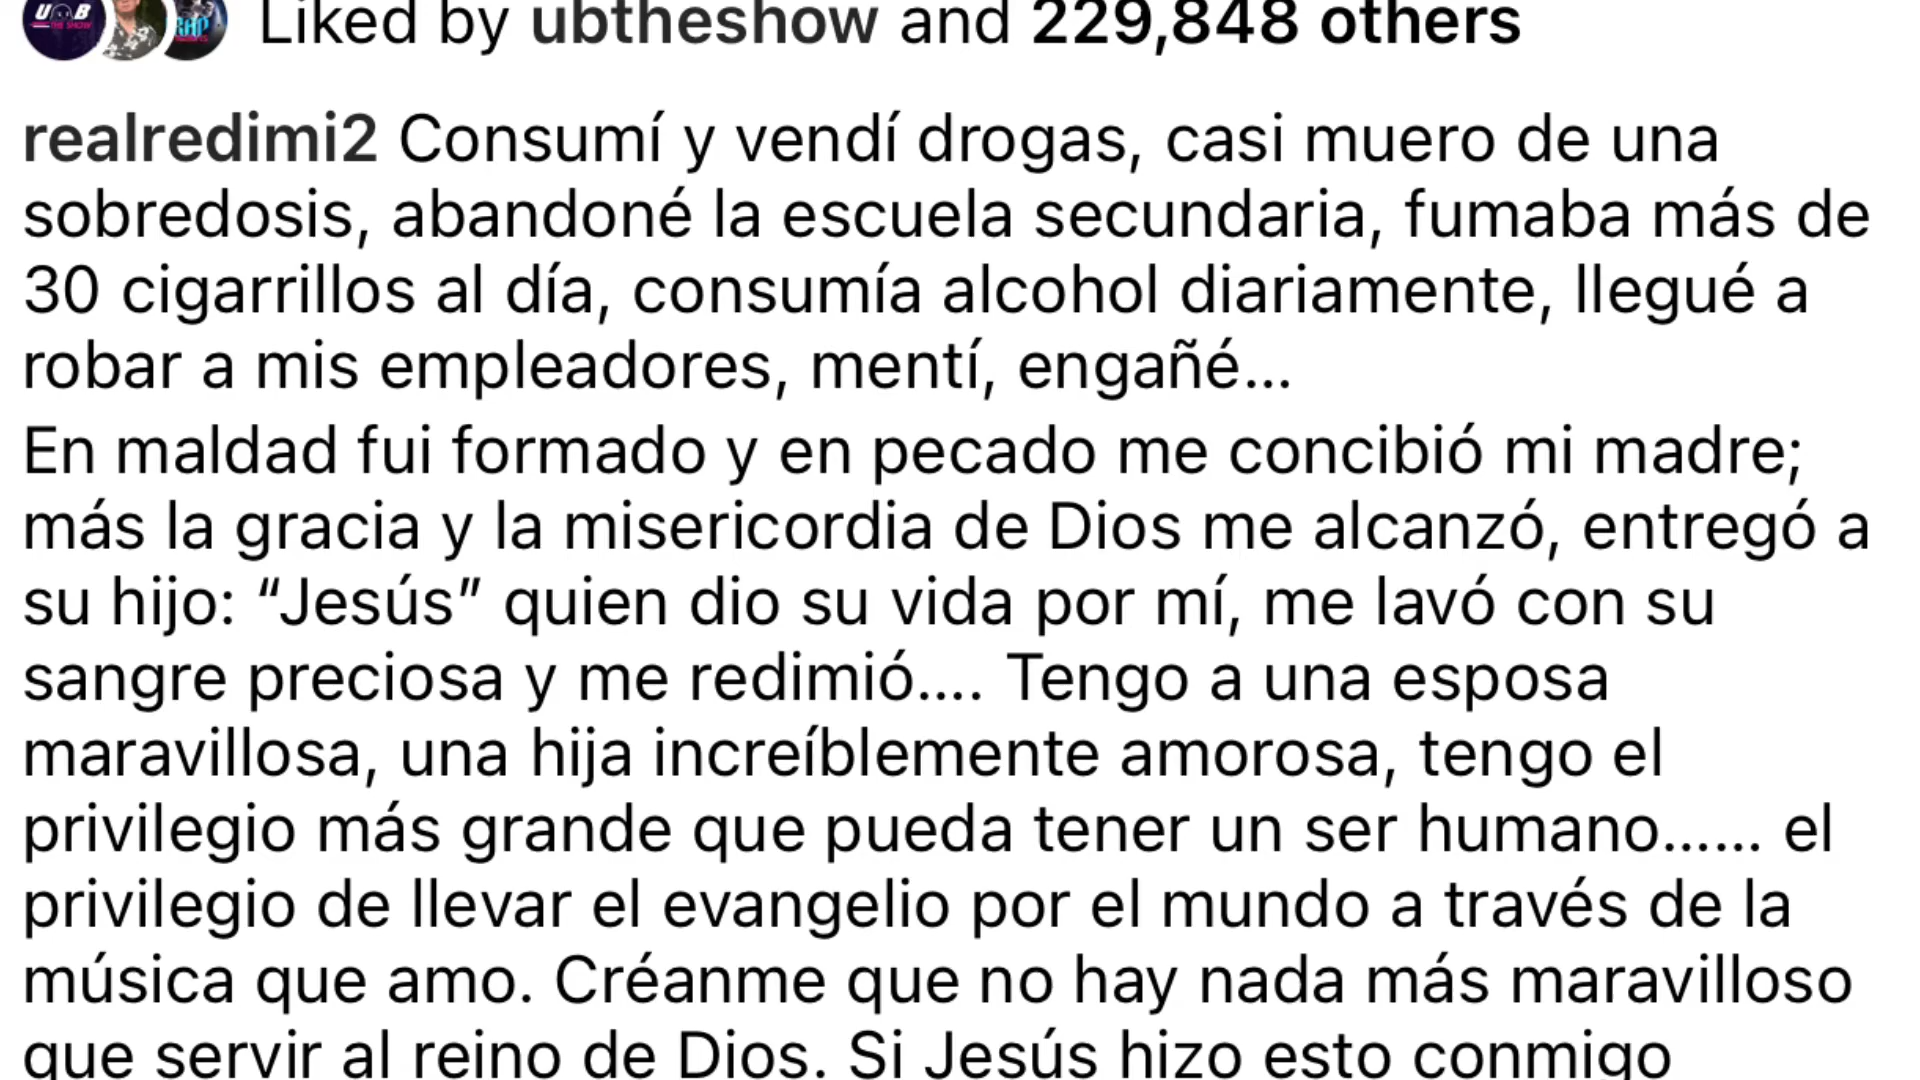 Liked by ubtheshow and 229,848 others
realredimi2 Consumí y vendí drogas, casi muero de una
sobredosis, abandoné la escuela secundaria, fumaba más de
30 cigarrillos al día, consumía alcohol diariamente, llegué a
robar a mis empleadores, mentí, engañé...
En maldad fui formado y en pecado me concibió mi madre;
más la gracia y la misericordia de Dios me alcanzó, entregó a
su hijo: “Jesús” quien dio su vida por mí, me lavó con su
sangre preciosa y me redimió.... Tengo a una esposa
maravillosa, una hija increíblemente amorosa, tengo el
privilegio más grande que pueda tener un ser humano...... el
privilegio de llevar el evangelio por el mundo a través de la
música que amo. Créanme que no hay nada más maravilloso
que servir al reino de Dios. Si Jesús hizo esto conmigo